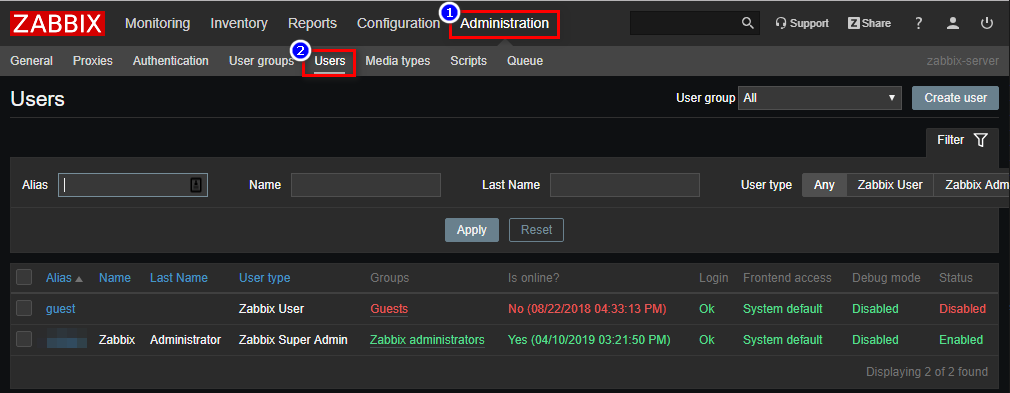 ZABBIX Monitoring Inventory Reports Configuration 1 Administration Support Z Share ?
General Proxies Authentication User groups 2 Users Media types Scripts Queue zabbix-server
Users User group All Create user
Filter
Alias Name Last Name User type Any Zabbix User Zabbix Adm
Apply Reset
Alias Name Last Name User type Groups Is online? Login Frontend access Debug mode Status
guest Zabbix User Guests No (08/22/2018 04:33:13 PM) Ok System default Disabled Disabled
Zabbix Administrator Zabbix Super Admin Zabbix administrators Yes (04/10/2019 03:21:50 PM) Ok System default Disabled Enabled
Displaying 2 of 2 found